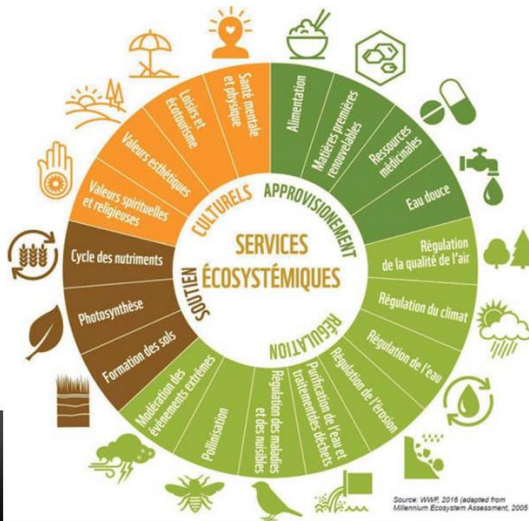 SERVICES
ÉCOSYSTÉMIQUES
CULTURELS
Valeurs spirituelles
et religieuses
Valeurs esthétiques
Loisirs et
écotourisme
Santé mentale
et physique
APPROVISIONEMENT
Alimentation
Matières premières
renouvelables
Ressources
médicinales
Eau douce
RÉGULATION
Régulation
de la qualité de l'air
Régulation du climat
Régulation de l'eau
Régulation de l'érosion
Purification de l'eau et
traitementdes déchets
Régulation des maladies
et des nuisibles
Pollinisation
Modération des
événements extrêmes
SOUTIEN
Formation des sols
Photosynthèse
Cycle des nutriments
Source: WWF, 2016 (adapted from
Millennium Ecosystem Assessment, 2005